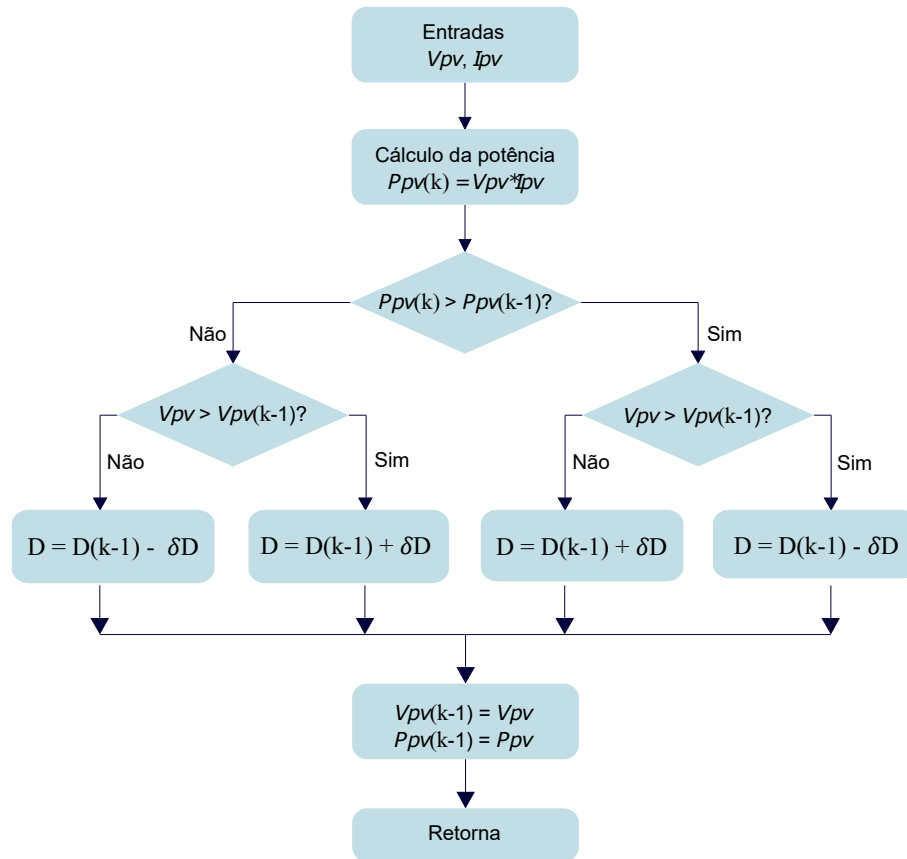 Entradas
Vpv, Ipv
Cálculo da potência
Ppv(k) = Vpv*Ipv
Ppv(k) > Ppv(k-1)?
Não
Sim
Vpv > Vpv(k-1)?
Vpv > Vpv(k-1)?
Não
Sim
Não
Sim
D = D(k-1) - δD
D = D(k-1) + δD
D = D(k-1) + δD
D = D(k-1) - δD
Vpv(k-1) = Vpv
Ppv(k-1) = Ppv
Retorna